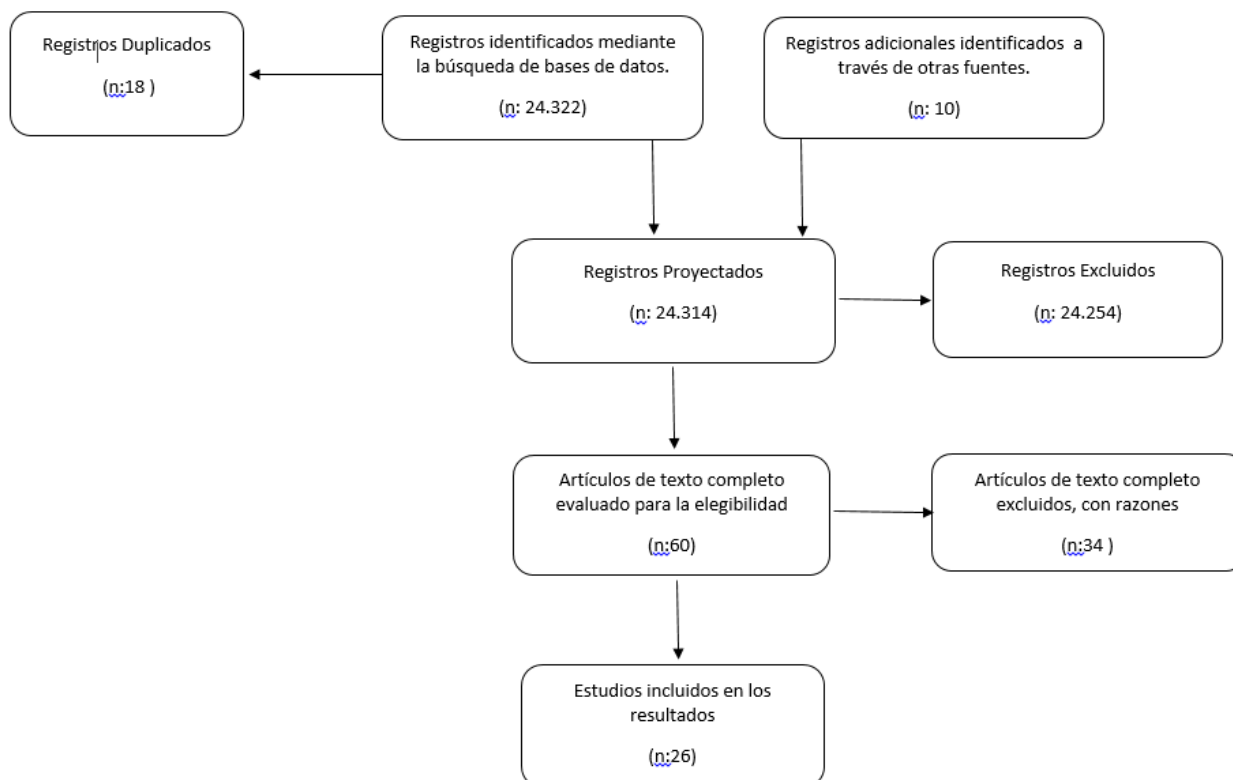 Registros Duplicados
(n:18 )
Registros identificados mediante
la búsqueda de bases de datos.
(n: 24.322)
Registros adicionales identificados a
través de otras fuentes.
(n: 10)
Registros Proyectados
(n: 24.314)
Registros Excluidos
(n: 24.254)
Artículos de texto completo
evaluado para la elegibilidad
(n:60)
Artículos de texto completo
excluidos, con razones
(n:34 )
Estudios incluidos en los
resultados
(n:26)